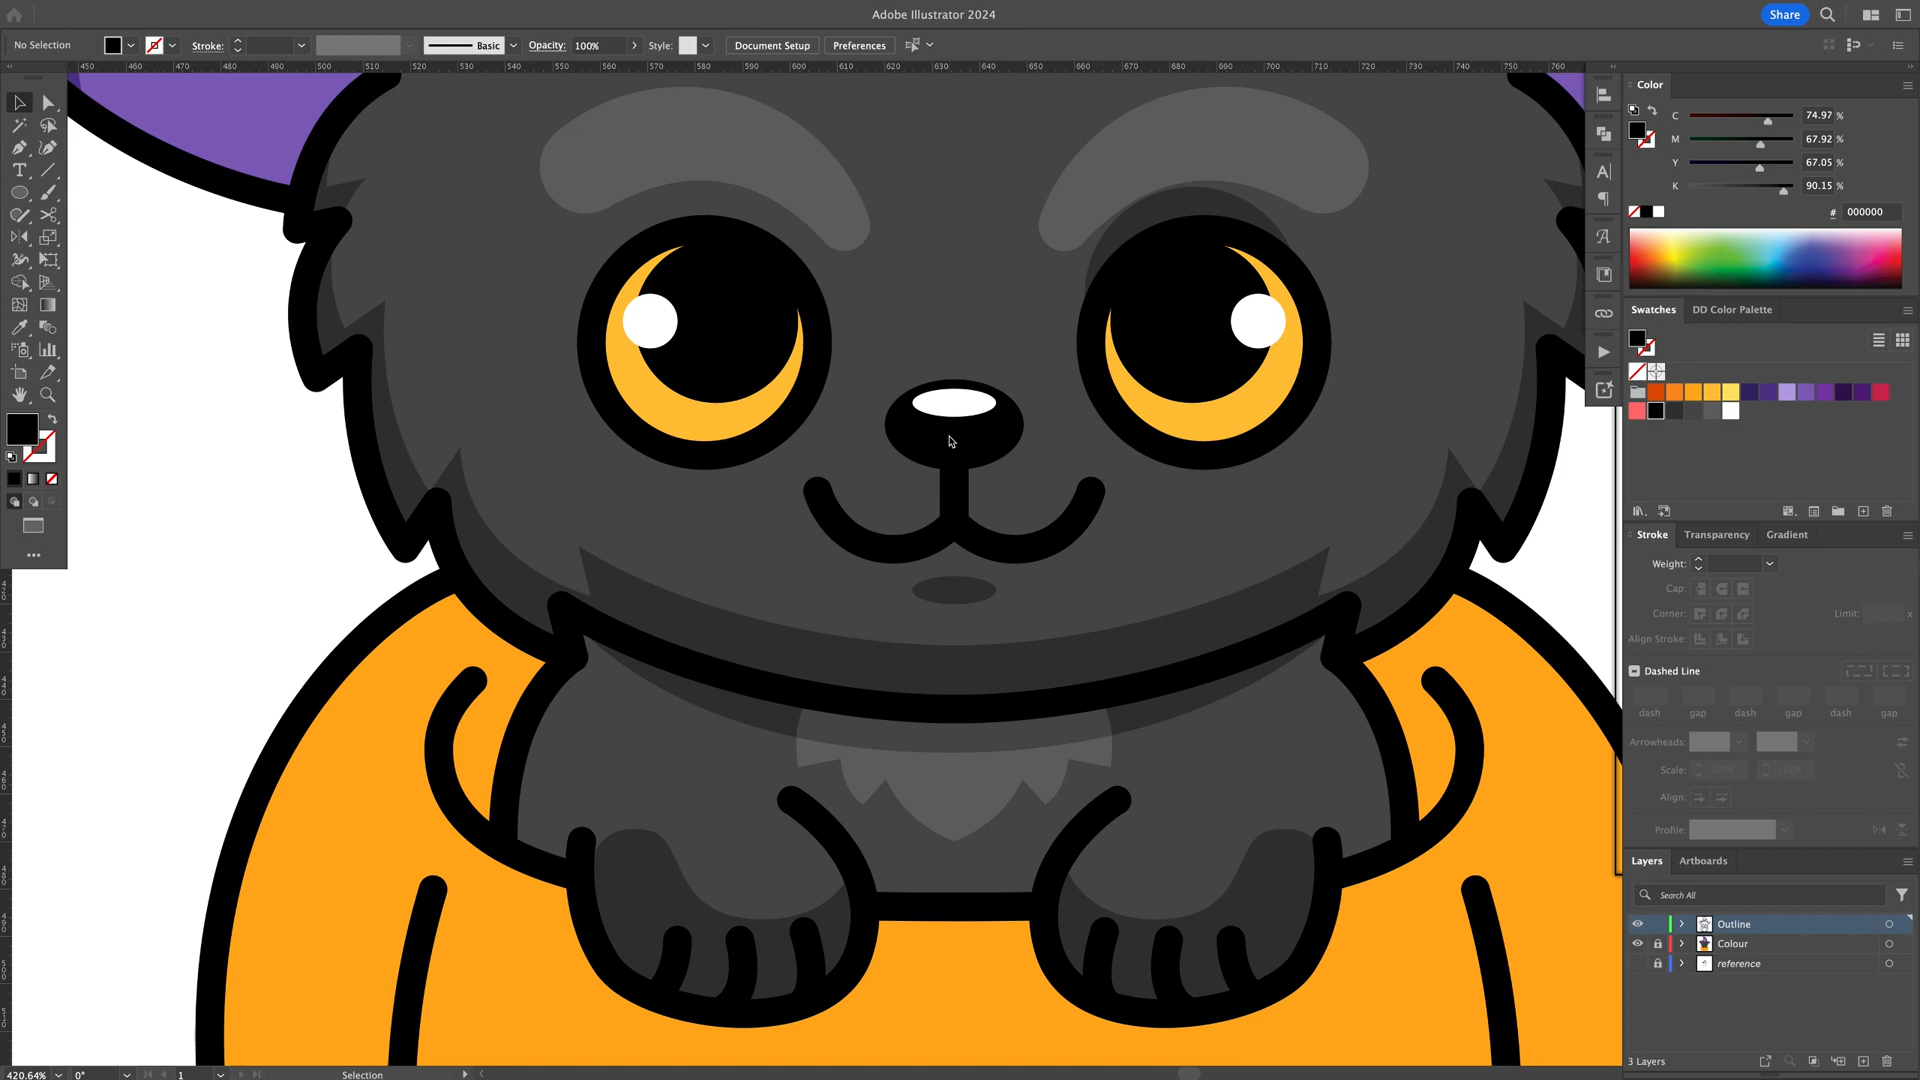 Adobe Illustrator 2024
Share
No Selection
Stroke:
Basic
Opacity: 100%
Style:
Document Setup
Preferences
450 460 470 480 490 500 510 520 530 540 550 560 570 580 590 600 610 620 630 640 650 660 670 680 690 700 710 720 730 740 750 760
Color
C 74.97 %
M 67.92 %
Y 67.05 %
K 90.15 %
# 000000
Swatches DD Color Palette
Stroke Transparency Gradient
Weight:
Cap:
Corner: Limit: x
Align Stroke:
Dashed Line
dash gap dash gap dash gap
Arrowheads:
Scale: 100% 100%
Align:
Profile:
Layers Artboards
Search All
Outline
Colour
reference
3 Layers
420.64% 0° 1 Selection